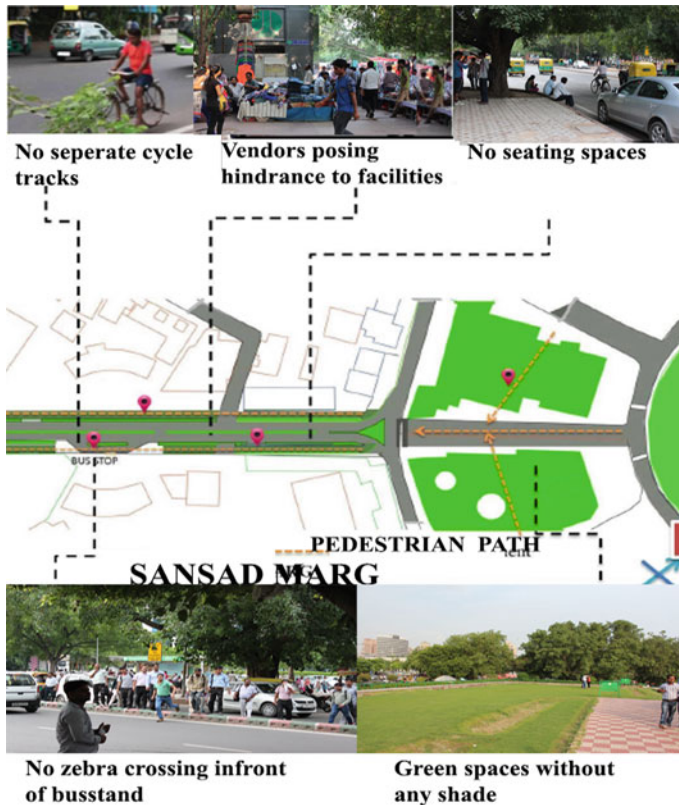 No seperate cycle
tracks
Vendors posing
hindrance to facilities
No seating spaces
BUS STOP
PEDESTRIAN PATH
SANSAD MARG
No zebra crossing infront
of busstand
Green spaces without
any shade